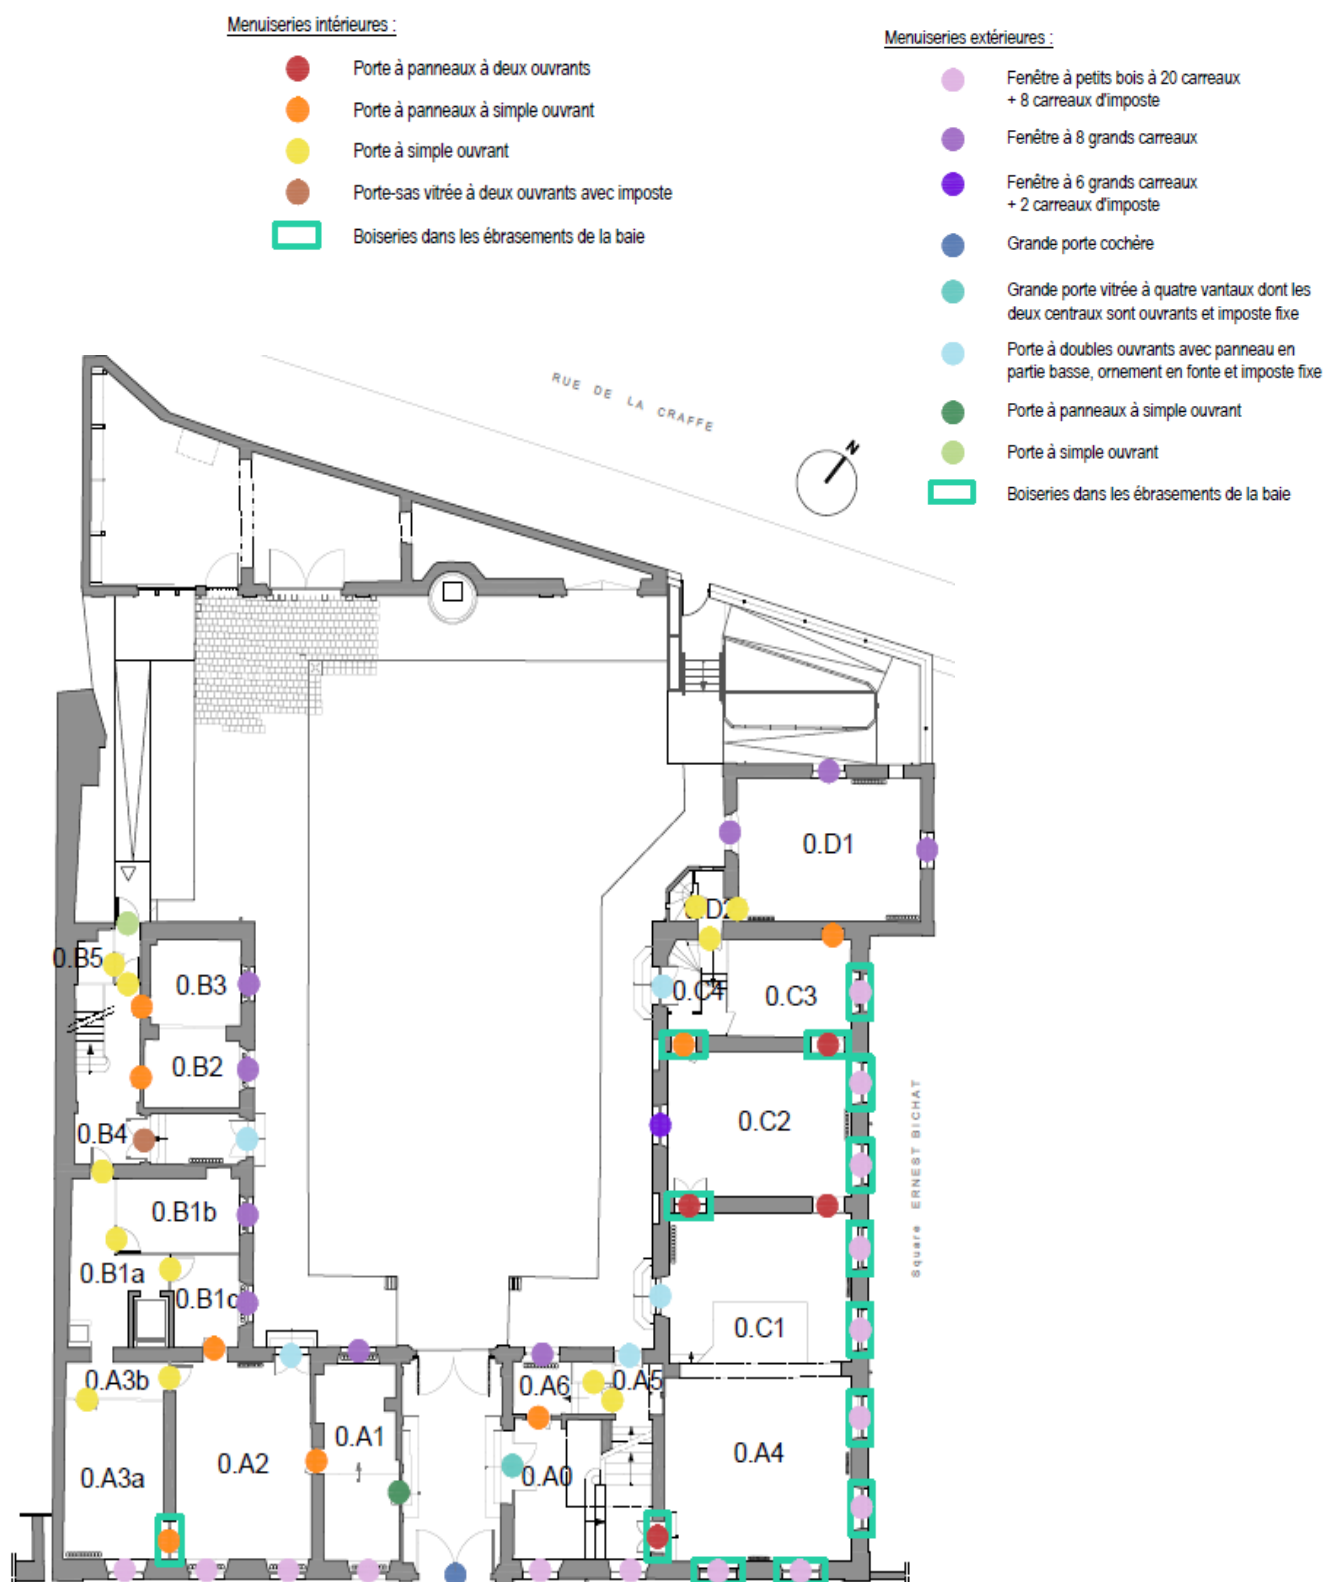 Menuiseries intérieures :
Porte à panneaux à deux ouvrants
Porte à panneaux à simple ouvrant
Porte à simple ouvrant
Porte-sas vitrée à deux ouvrants avec imposte
Boiseries dans les ébrasements de la baie
Menuiseries extérieures :
Fenêtre à petits bois à 20 carreaux
+ 8 carreaux d'imposte
Fenêtre à 8 grands carreaux
Fenêtre à 6 grands carreaux
+ 2 carreaux d'imposte
Grande porte cochère
Grande porte vitrée à quatre vantaux dont les
deux centraux sont ouvrants et imposte fixe
Porte à doubles ouvrants avec panneau en
partie basse, ornement en fonte et imposte fixe
Porte à panneaux à simple ouvrant
Porte à simple ouvrant
Boiseries dans les ébrasements de la baie
RUE DE LA CRAFFE
N
0.D1
0.B5
0.B3
0.C4
0.C3
0.B2
0.B4
0.C2
Square ERNEST BICHAT
0.B1b
0.B1a
0.B1c
0.C1
0.A3b
0.A6
0.A5
0.A1
0.A2
0.A3a
0.A0
0.A4